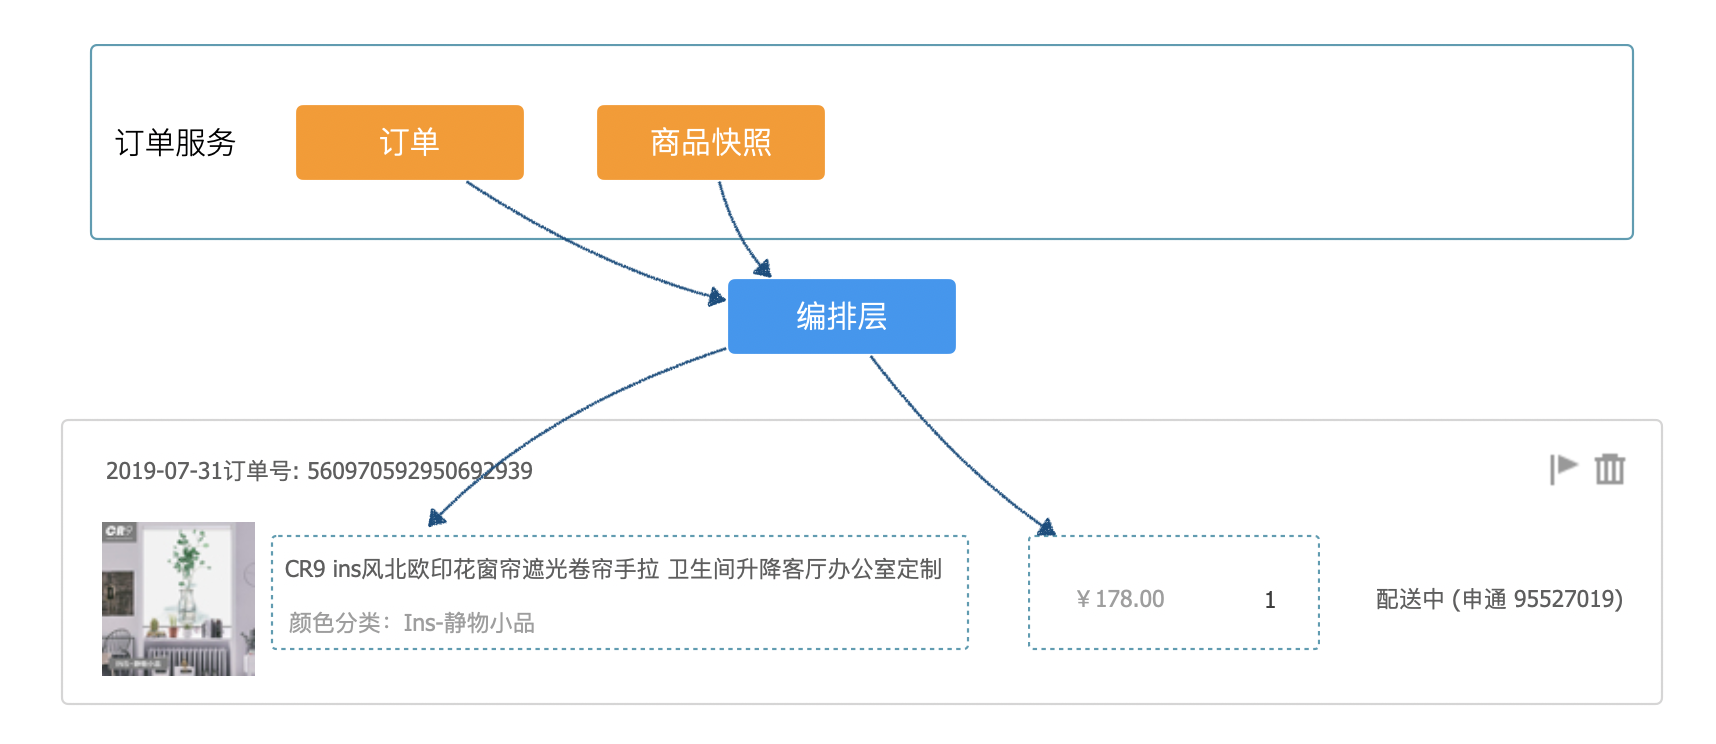 订单服务
订单
商品快照
编排层
2019-07-31订单号: 560970592950692939
CR9
CR9 ins风北欧印花窗帘遮光卷帘手拉 卫生间升降客厅办公室定制
颜色分类：Ins-静物小品
￥178.00
1
配送中 (申通 95527019)